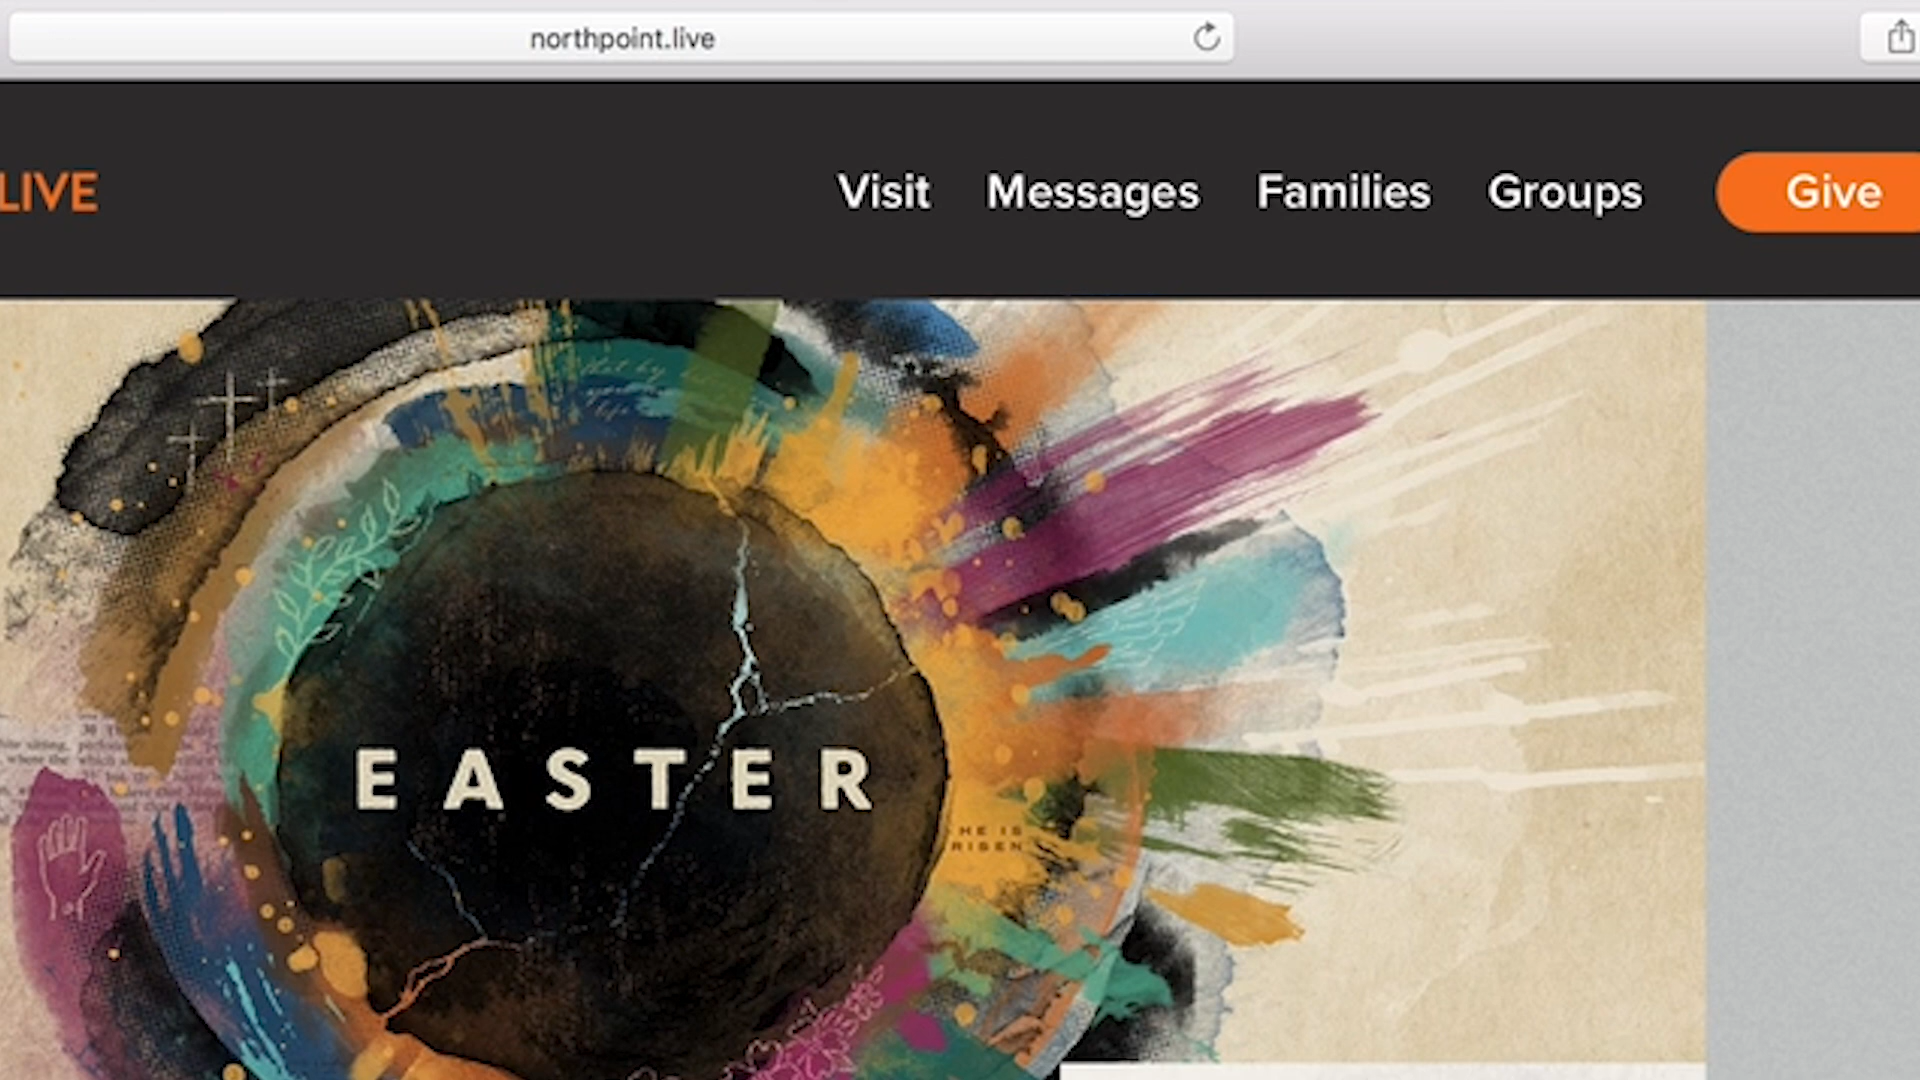 northpoint.live
LIVE
Visit Messages Families Groups Give
EASTER
HE IS
RISEN